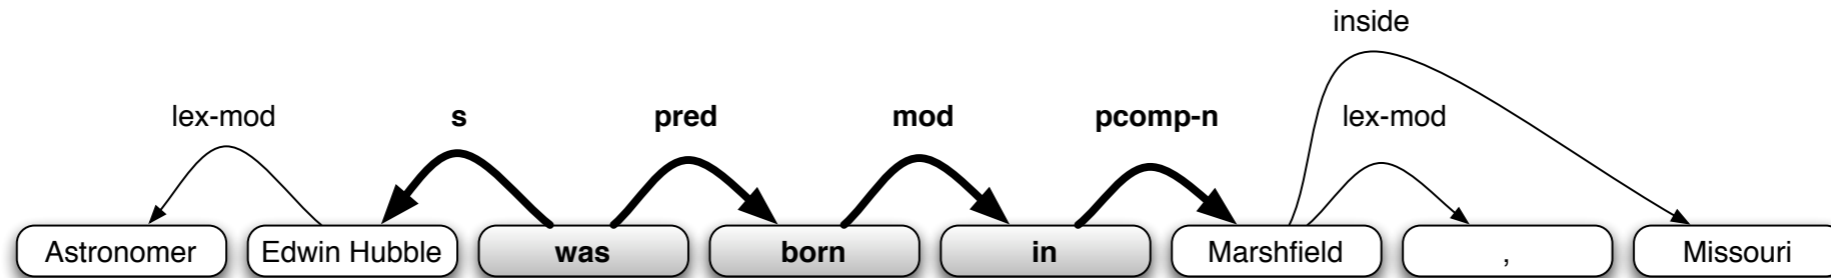 inside
lex-mod s pred mod pcomp-n lex-mod
Astronomer Edwin Hubble was born in Marshfield , Missouri